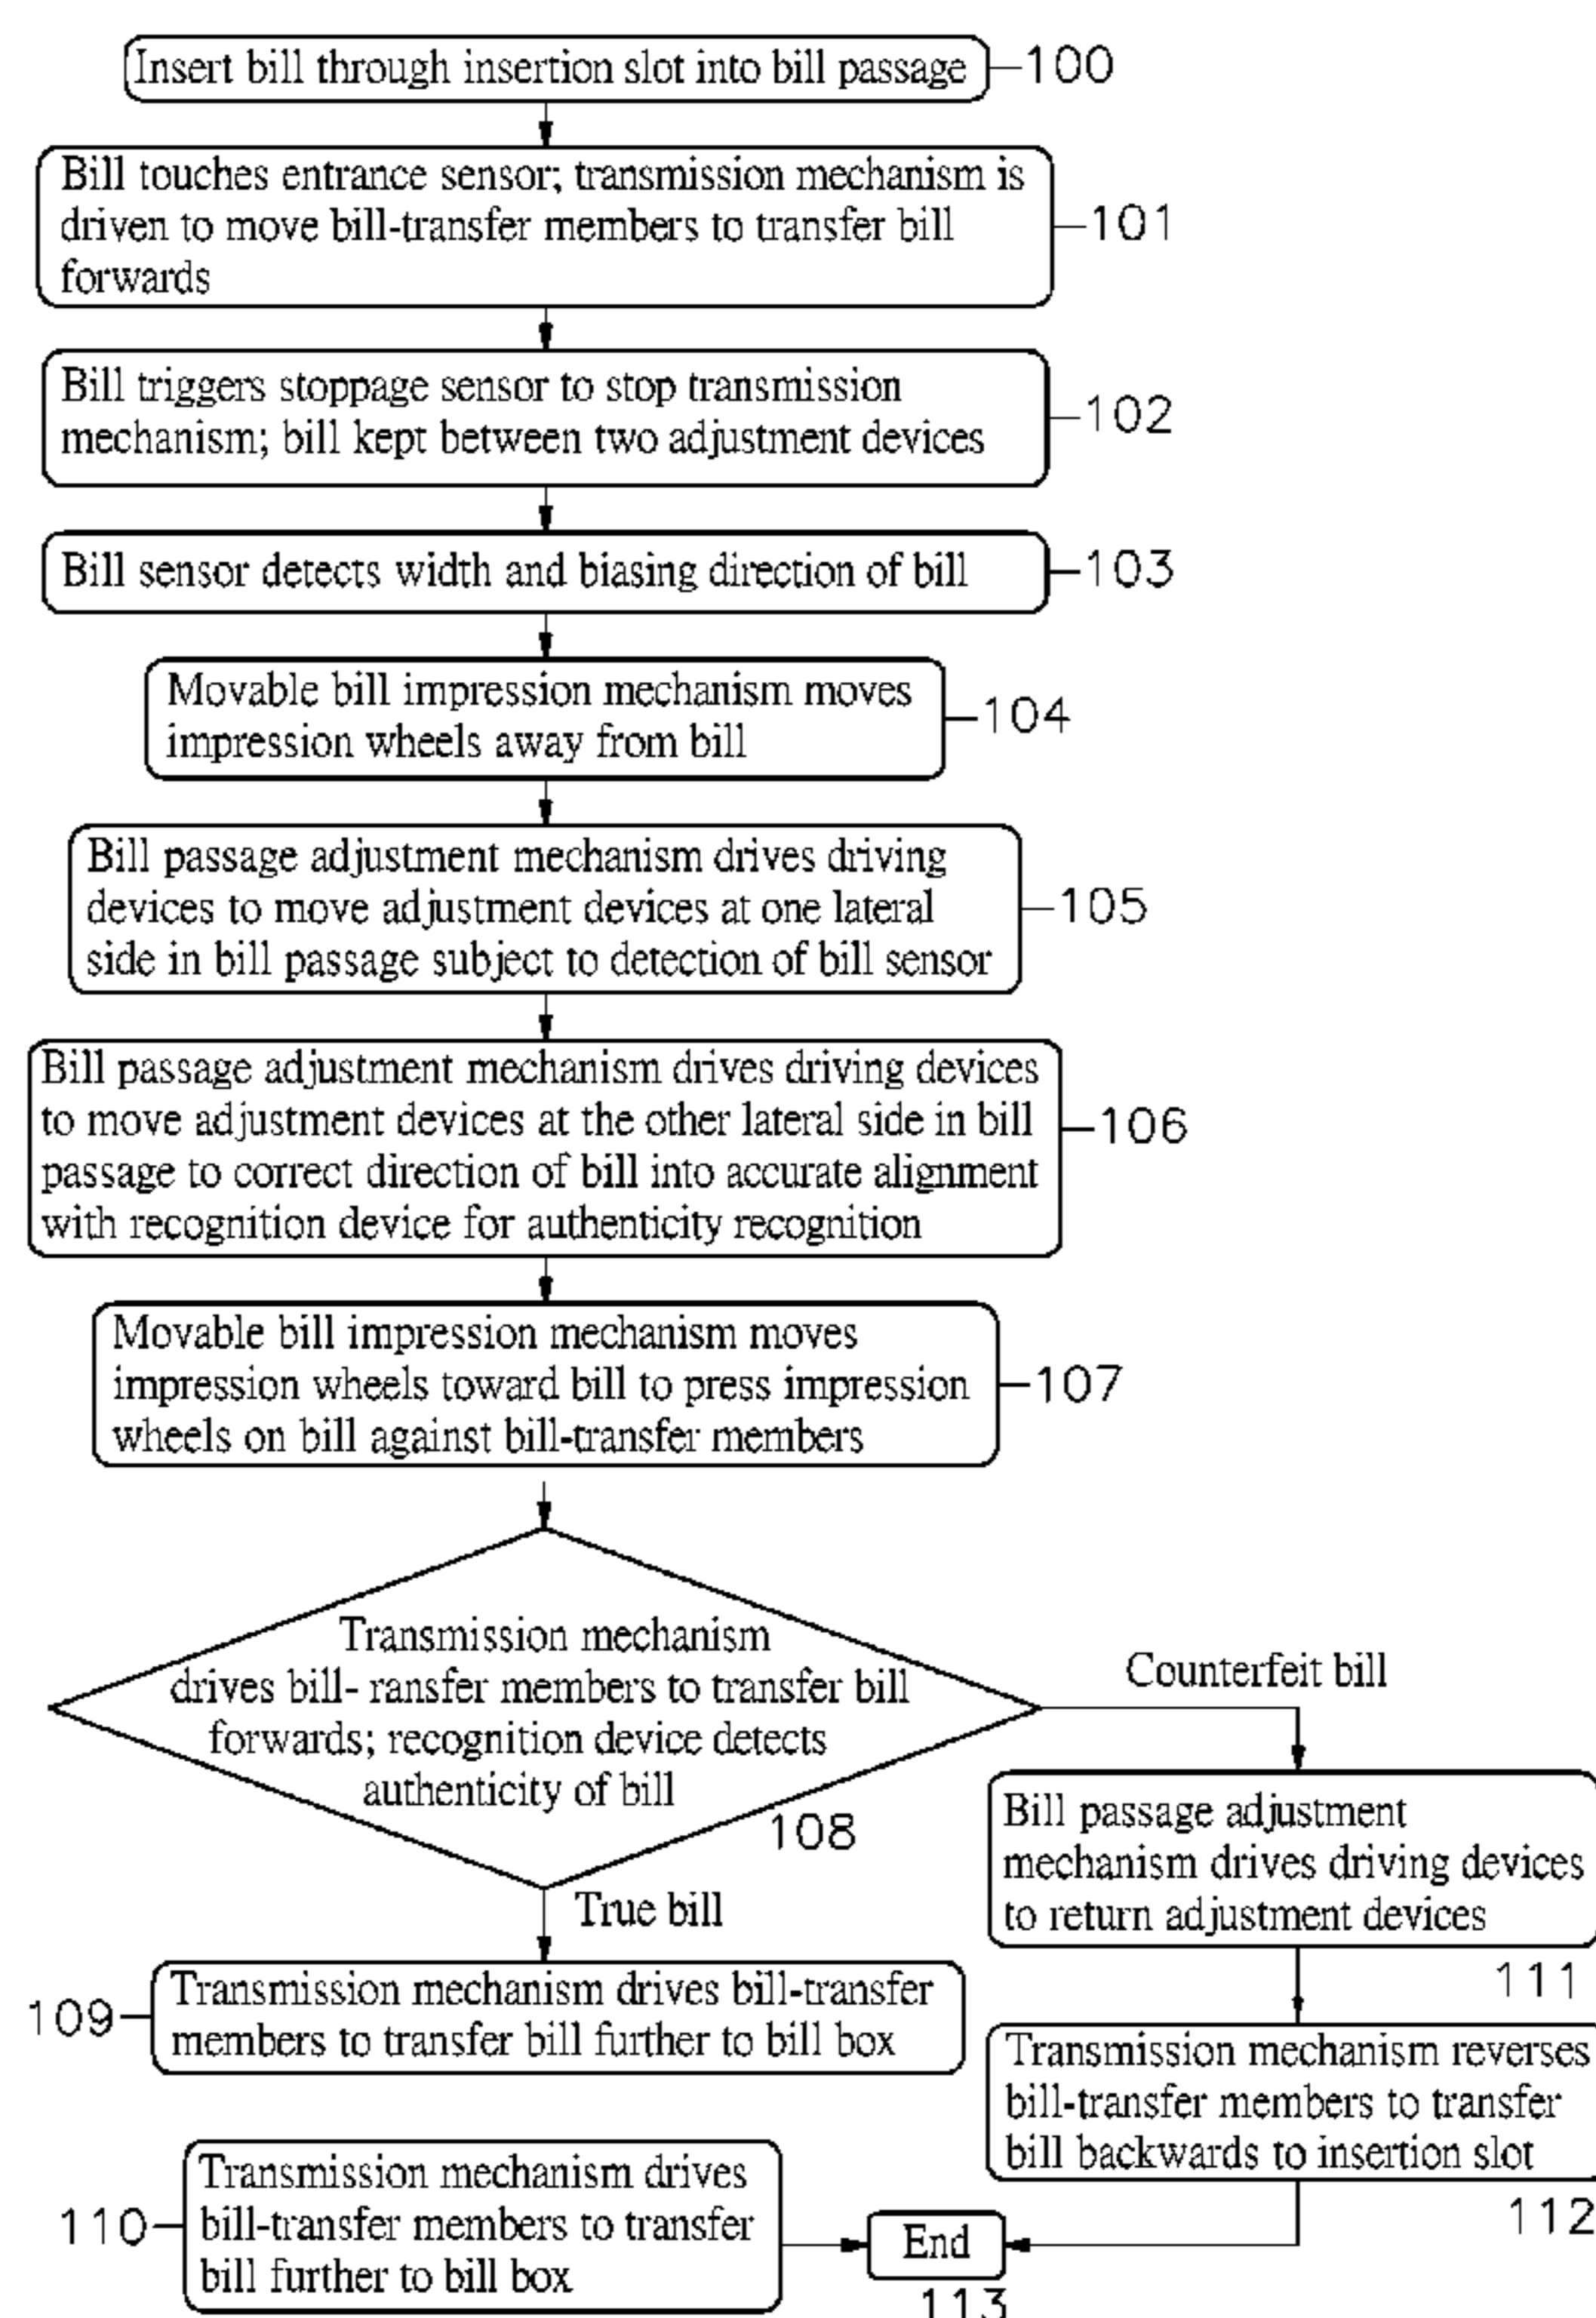 Insert bill through insertion slot into bill passage
100
Bill touches entrance sensor; transmission mechanism is
driven to move bill-transfer members to transfer bill
forwards
101
Bill triggers stoppage sensor to stop transmission
mechanism; bill kept between two adjustment devices
102
Bill sensor detects width and biasing direction of bill
103
Movable bill impression mechanism moves
impression wheels away from bill
104
Bill passage adjustment mechanism drives driving
devices to move adjustment devices at one lateral
side in bill passage subject to detection of bill sensor
105
Bill passage adjustment mechanism drives driving devices
to move adjustment devices at the other lateral side in bill
passage to correct direction of bill into accurate alignment
with recognition device for authenticity recognition
106
Movable bill impression mechanism moves
impression wheels toward bill to press impression
wheels on bill against bill-transfer members
107
Transmission mechanism
drives bill- ransfer members to transfer bill
forwards; recognition device detects
authenticity of bill
108
Counterfeit bill
True bill
Bill passage adjustment
mechanism drives driving devices
to return adjustment devices
111
109
Transmission mechanism drives bill-transfer
members to transfer bill further to bill box
Transmission mechanism reverses
bill-transfer members to transfer
bill backwards to insertion slot
112
110
Transmission mechanism drives
bill-transfer members to transfer
bill further to bill box
End
113